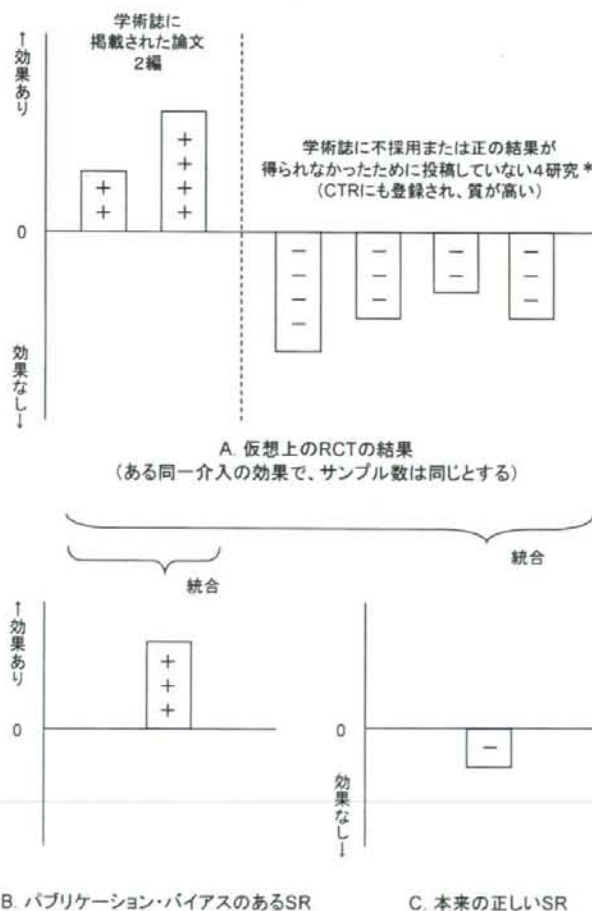 学術誌に
掲載された論文
2編
↑効果あり
学術誌に不採用または正の結果が
得られなかったために投稿していない4研究*
(CTRにも登録され、質が高い)
+
+
+
+
+
+
0
−
−
−
−
−
−
−
−
−
−
−
−
効果なし↓
A. 仮想上のRCTの結果
(ある同一介入の効果で、サンプル数は同じとする)
統合
統合
↑効果あり
+
+
+
0
0
−
効果なし↓
B. パブリケーション・バイアスのあるSR
C. 本来の正しいSR